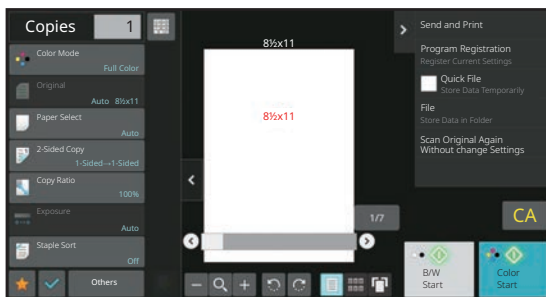 Copies 1
Color Mode
Full Color
Original
Auto 8½x11
Paper Select
Auto
2-Sided Copy
1-Sided→1-Sided
Copy Ratio
100%
Exposure
Auto
Staple Sort
Off
Others
8½x11
8½x11
1/7
Send and Print
Program Registration
Register Current Settings
Quick File
Store Data Temporarily
File
Store Data in Folder
Scan Original Again
Without change Settings
CA
B/W
Start
Color
Start